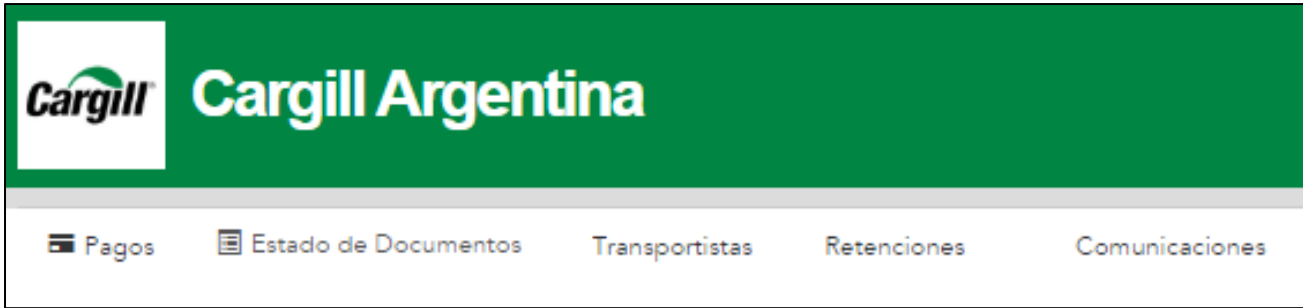 Cargill
Cargill Argentina
Pagos Estado de Documentos Transportistas Retenciones Comunicaciones